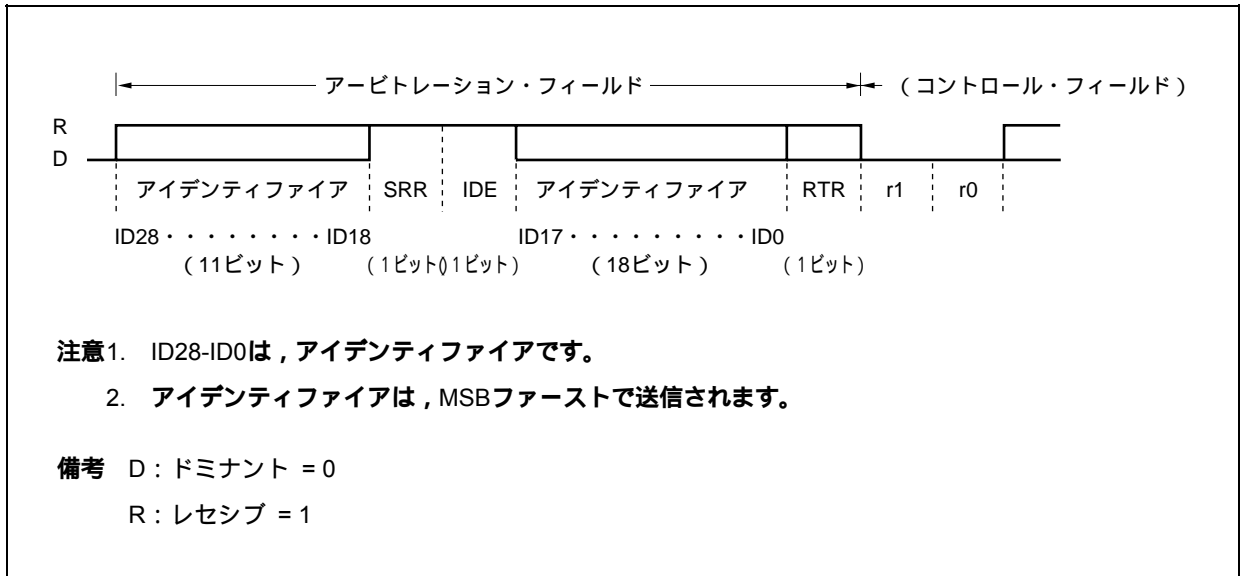 アービトレーション・フィールド （コントロール・フィールド）
R
D
アイデンティファイア SRR IDE アイデンティファイア RTR r1 r0
ID28・・・・・・・・ID18 ID17・・・・・・・・・ID0
（11ビット） （1ビット）（1ビット） （18ビット） （1ビット）
注意1. ID28-ID0は，アイデンティファイアです。
2. アイデンティファイアは，MSBファーストで送信されます。
備考 D：ドミナント = 0
R：レセシブ = 1